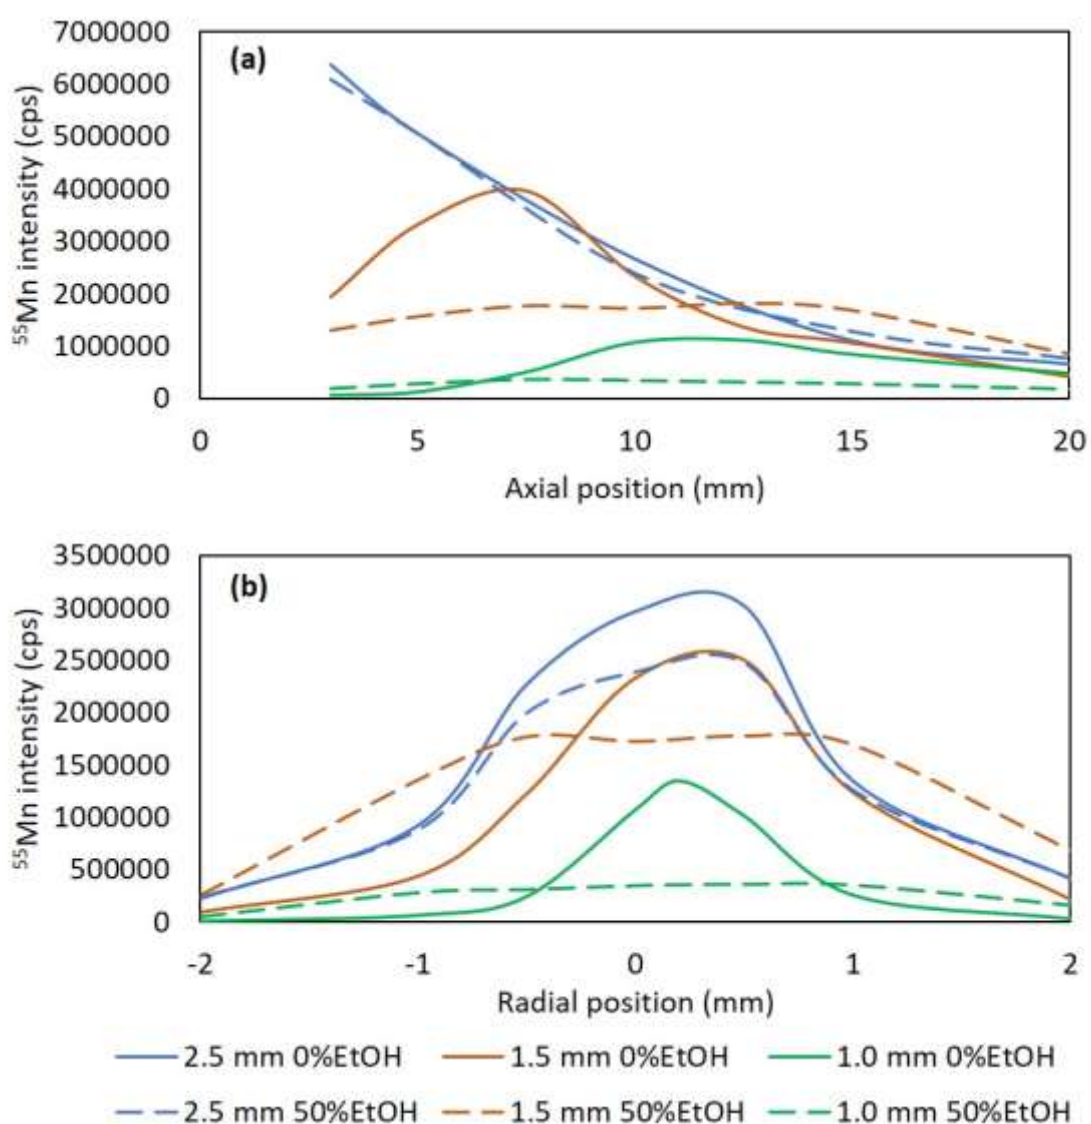 (a)
7000000
6000000
5000000
4000000
3000000
2000000
1000000
0
⁵⁵Mn intensity (cps)
0 5 10 15 20
Axial position (mm)
(b)
3500000
3000000
2500000
2000000
1500000
1000000
500000
0
⁵⁵Mn intensity (cps)
-2 -1 0 1 2
Radial position (mm)
2.5 mm 0%EtOH 1.5 mm 0%EtOH 1.0 mm 0%EtOH
2.5 mm 50%EtOH 1.5 mm 50%EtOH 1.0 mm 50%EtOH